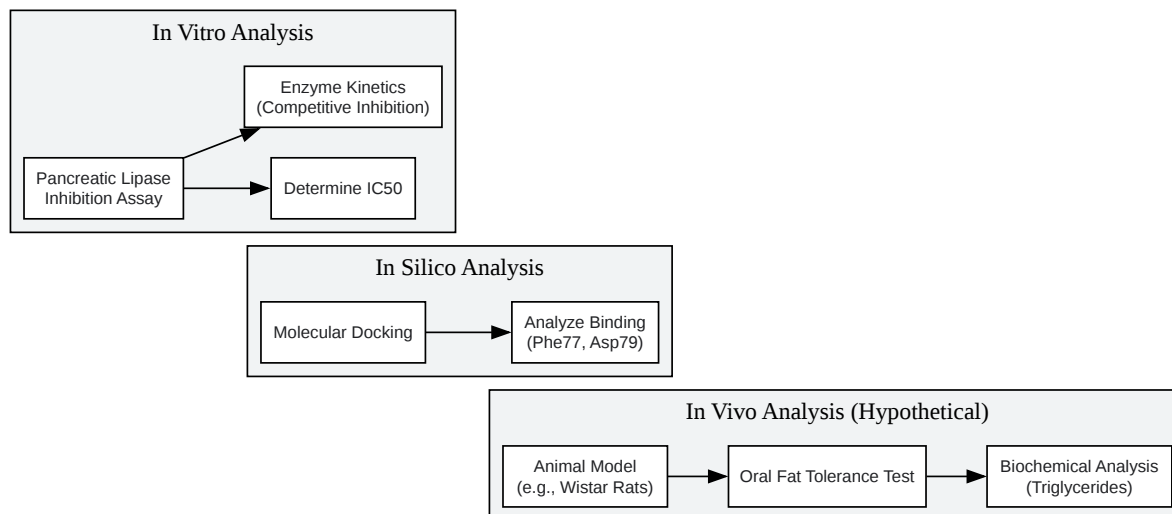 In Vitro Analysis
Enzyme Kinetics
(Competitive Inhibition)
Pancreatic Lipase
Inhibition Assay
Determine IC50
In Silico Analysis
Molecular Docking
Analyze Binding
(Phe77, Asp79)
In Vivo Analysis (Hypothetical)
Animal Model
(e.g., Wistar Rats)
Oral Fat Tolerance Test
Biochemical Analysis
(Triglycerides)